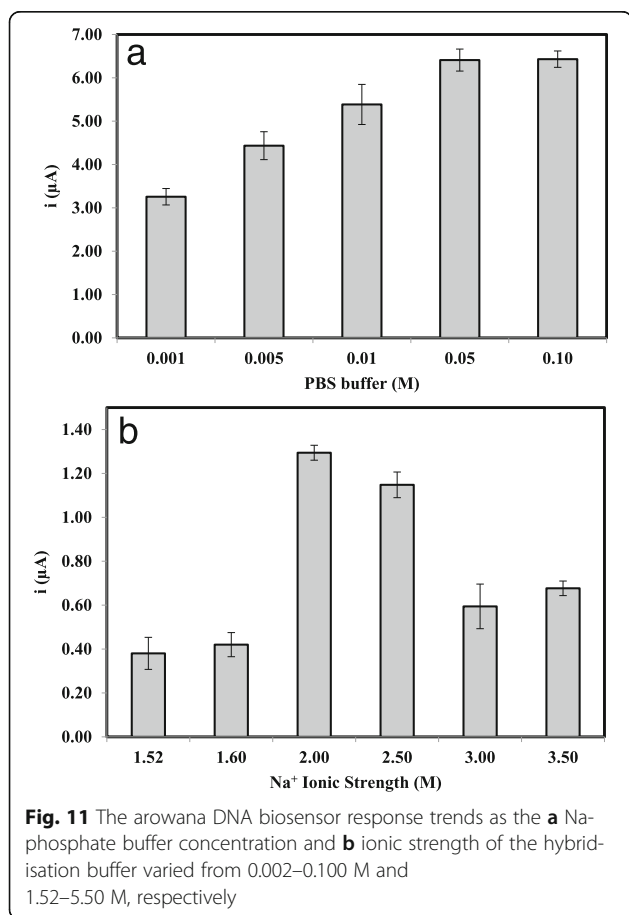 a
7.00
6.00
5.00
4.00
3.00
2.00
1.00
0.00
i (µA)
0.001 0.005 0.01 0.05 0.10
PBS buffer (M)
b
1.40
1.20
1.00
0.80
0.60
0.40
0.20
0.00
i (µA)
1.52 1.60 2.00 2.50 3.00 3.50
Na⁺ Ionic Strength (M)
Fig. 11 The arowana DNA biosensor response trends as the a Na-
phosphate buffer concentration and b ionic strength of the hybrid-
isation buffer varied from 0.002–0.100 M and
1.52–5.50 M, respectively